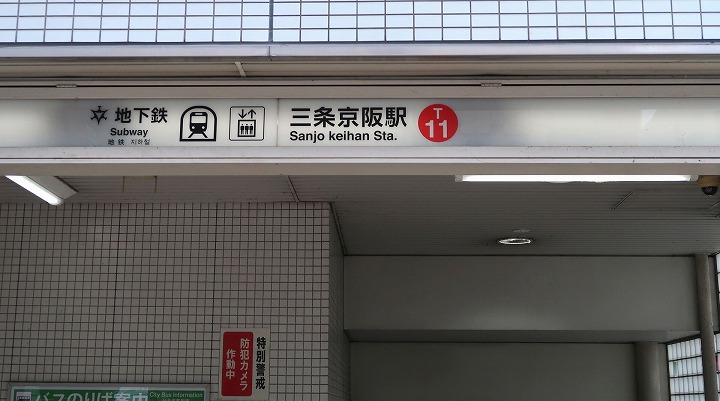 地下鉄
Subway
地 鉄 지하철
三条京阪駅
Sanjo keihan Sta.
T
11
特別警戒
防犯カメラ
作動中
バスのりば案内
City Bus Information